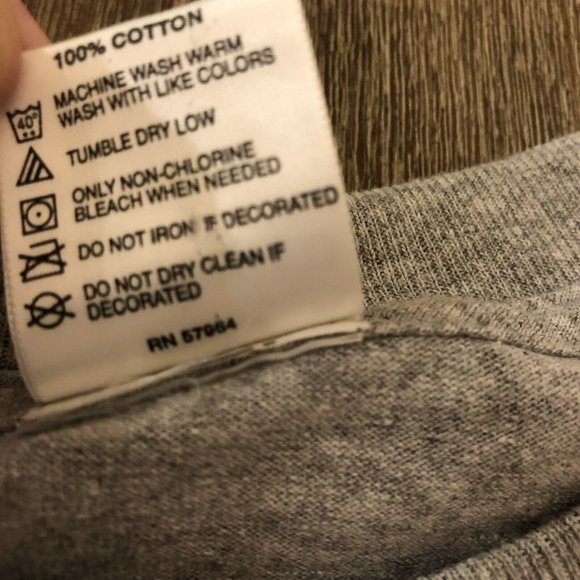 100% COTTON
40°
MACHINE WASH WARM
WASH WITH LIKE COLORS
TUMBLE DRY LOW
ONLY NON-CHLORINE
BLEACH WHEN NEEDED
DO NOT IRON IF DECORATED
DO NOT DRY CLEAN IF
DECORATED
RN 57964